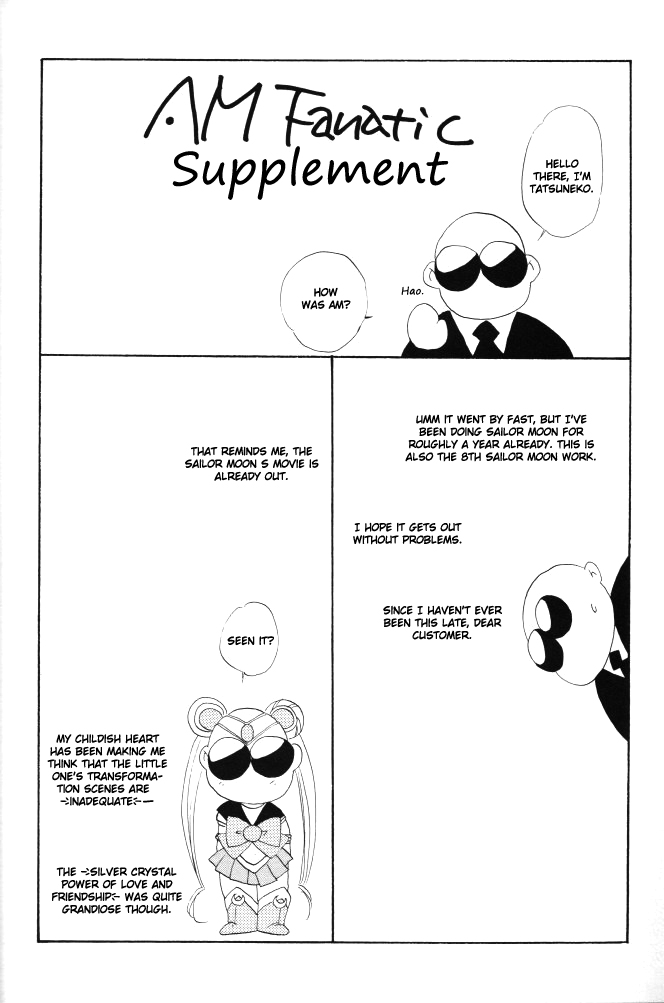 AM Fanatic
Supplement
HELLO
THERE, I'M
TATSUNEKO.
Hao.
HOW
WAS AM?
UMM IT WENT BY FAST, BUT I'VE
BEEN DOING SAILOR MOON FOR
ROUGHLY A YEAR ALREADY. THIS IS
ALSO THE 8TH SAILOR MOON WORK.
I HOPE IT GETS OUT
WITHOUT PROBLEMS.
SINCE I HAVEN'T EVER
BEEN THIS LATE, DEAR
CUSTOMER.
THAT REMINDS ME, THE
SAILOR MOON S MOVIE IS
ALREADY OUT.
SEEN IT?
MY CHILDISH HEART
HAS BEEN MAKING ME
THINK THAT THE LITTLE
ONE'S TRANSFORMA-
TION SCENES ARE
->INADEQUATE<- —
THE ->SILVER CRYSTAL
POWER OF LOVE AND
FRIENDSHIP<- WAS QUITE
GRANDIOSE THOUGH.